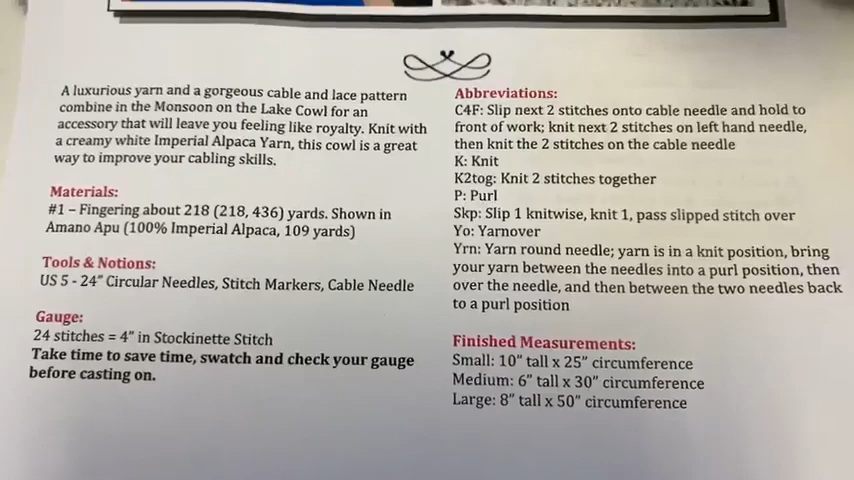 A luxurious yarn and a gorgeous cable and lace pattern
combine in the Monsoon on the Lake Cowl for an
accessory that will leave you feeling like royalty. Knit with
a creamy white Imperial Alpaca Yarn, this cowl is a great
way to improve your cabling skills.
Materials:
#1 – Fingering about 218 (218, 436) yards. Shown in
Amano Apu (100% Imperial Alpaca, 109 yards)
Tools & Notions:
US 5 - 24" Circular Needles, Stitch Markers, Cable Needle
Gauge:
24 stitches = 4" in Stockinette Stitch
Take time to save time, swatch and check your gauge
before casting on.
Abbreviations:
C4F: Slip next 2 stitches onto cable needle and hold to
front of work; knit next 2 stitches on left hand needle,
then knit the 2 stitches on the cable needle
K: Knit
K2tog: Knit 2 stitches together
P: Purl
Skp: Slip 1 knitwise, knit 1, pass slipped stitch over
Yo: Yarnover
Yrn: Yarn round needle; yarn is in a knit position, bring
your yarn between the needles into a purl position, then
over the needle, and then between the two needles back
to a purl position
Finished Measurements:
Small: 10" tall x 25" circumference
Medium: 6" tall x 30" circumference
Large: 8" tall x 50" circumference